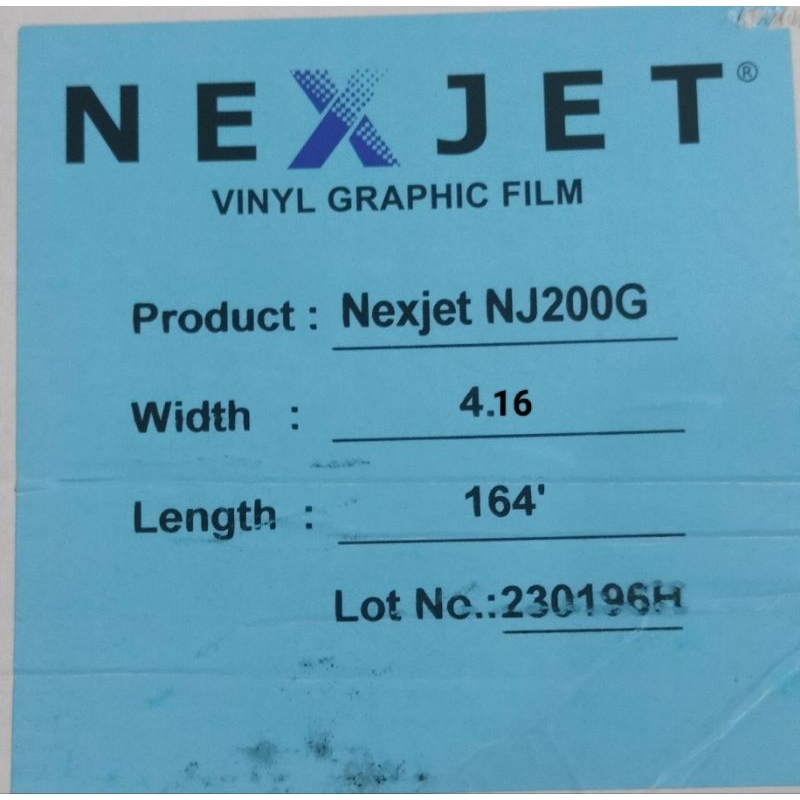 NEXJET®
VINYL GRAPHIC FILM
Product : Nexjet NJ200G
Width : 4.16
Length : 164'
Lot No.:230196H